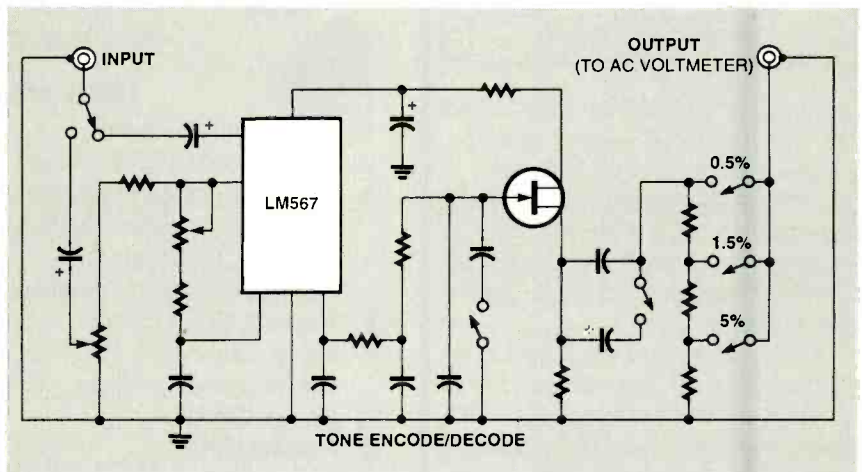 INPUT
OUTPUT
(TO AC VOLTMETER)
LM567
0.5%
1.5%
5%
TONE ENCODE/DECODE